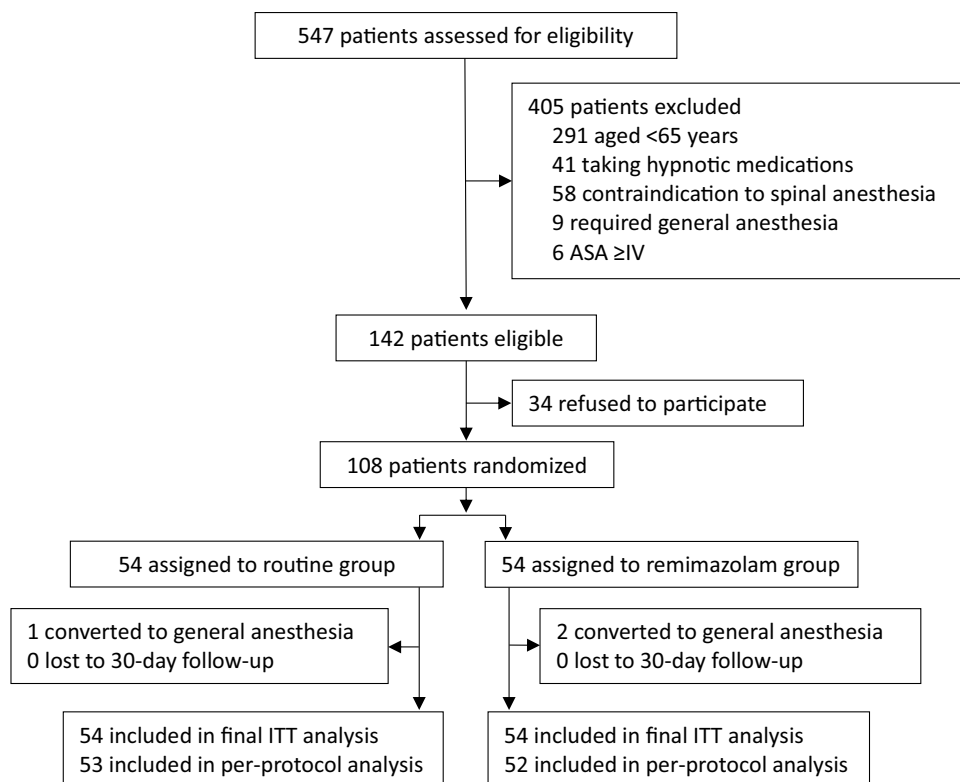 547 patients assessed for eligibility
405 patients excluded
291 aged <65 years
41 taking hypnotic medications
58 contraindication to spinal anesthesia
9 required general anesthesia
6 ASA ≥IV
142 patients eligible
34 refused to participate
108 patients randomized
54 assigned to routine group
54 assigned to remimazolam group
1 converted to general anesthesia
0 lost to 30-day follow-up
2 converted to general anesthesia
0 lost to 30-day follow-up
54 included in final ITT analysis
53 included in per-protocol analysis
54 included in final ITT analysis
52 included in per-protocol analysis